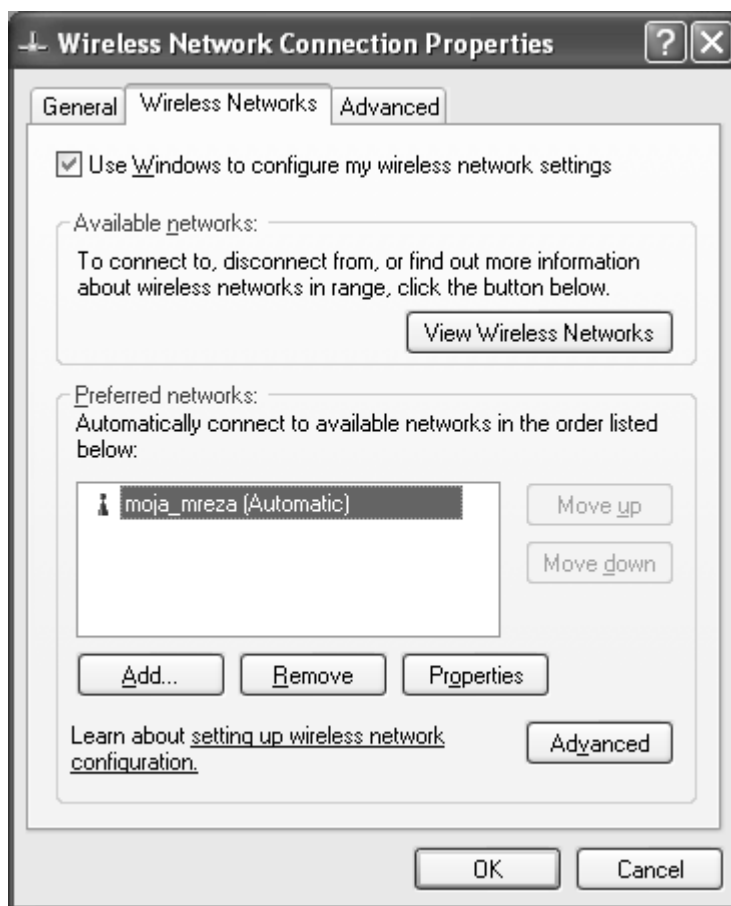 Wireless Network Connection Properties
General
Wireless Networks
Advanced
Use Windows to configure my wireless network settings
Available networks:
To connect to, disconnect from, or find out more information
about wireless networks in range, click the button below.
View Wireless Networks
Preferred networks:
Automatically connect to available networks in the order listed
below:
moja_mreza (Automatic)
Move up
Move down
Add...
Remove
Properties
Learn about setting up wireless network
configuration.
Advanced
OK
Cancel